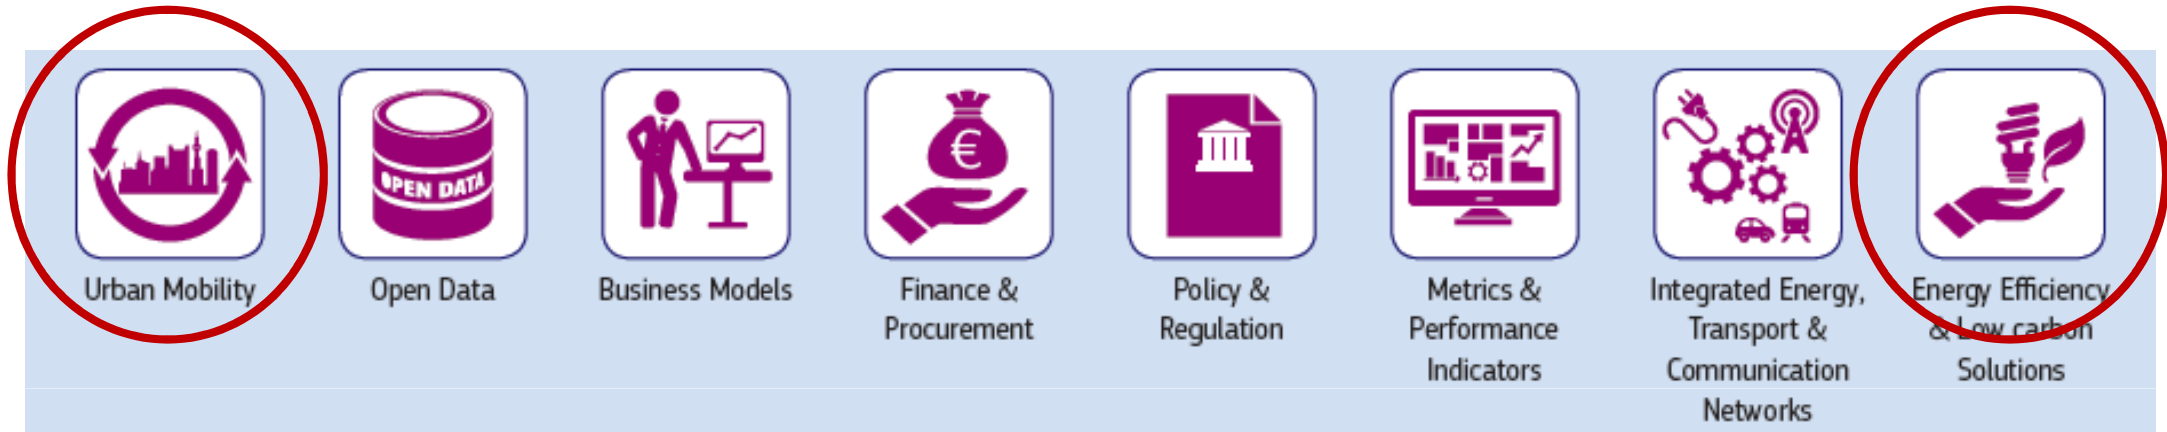 OPEN DATA
€
Urban Mobility
Open Data
Business Models
Finance &
Procurement
Policy &
Regulation
Metrics &
Performance
Indicators
Integrated Energy,
Transport &
Communication
Networks
Energy Efficiency
& Low carbon
Solutions